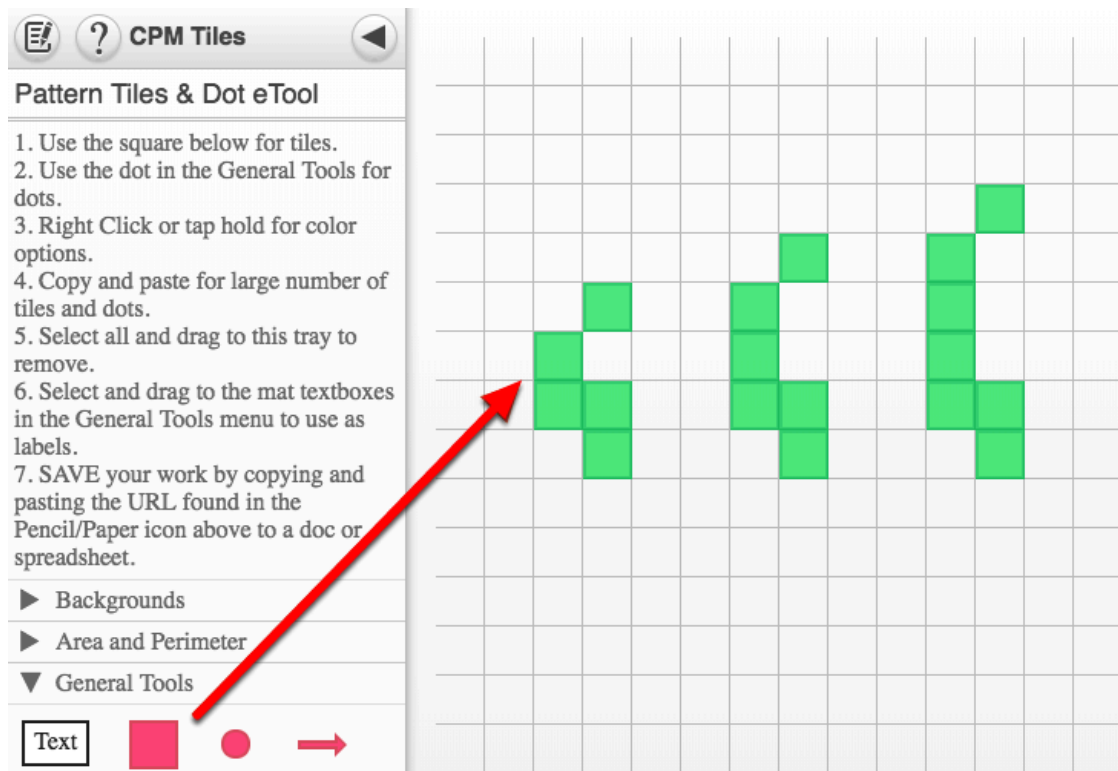 CPM Tiles
Pattern Tiles & Dot eTool
1. Use the square below for tiles.
2. Use the dot in the General Tools for
dots.
3. Right Click or tap hold for color
options.
4. Copy and paste for large number of
tiles and dots.
5. Select all and drag to this tray to
remove.
6. Select and drag to the mat textboxes
in the General Tools menu to use as
labels.
7. SAVE your work by copying and
pasting the URL found in the
Pencil/Paper icon above to a doc or
spreadsheet.
Backgrounds
Area and Perimeter
General Tools
Text